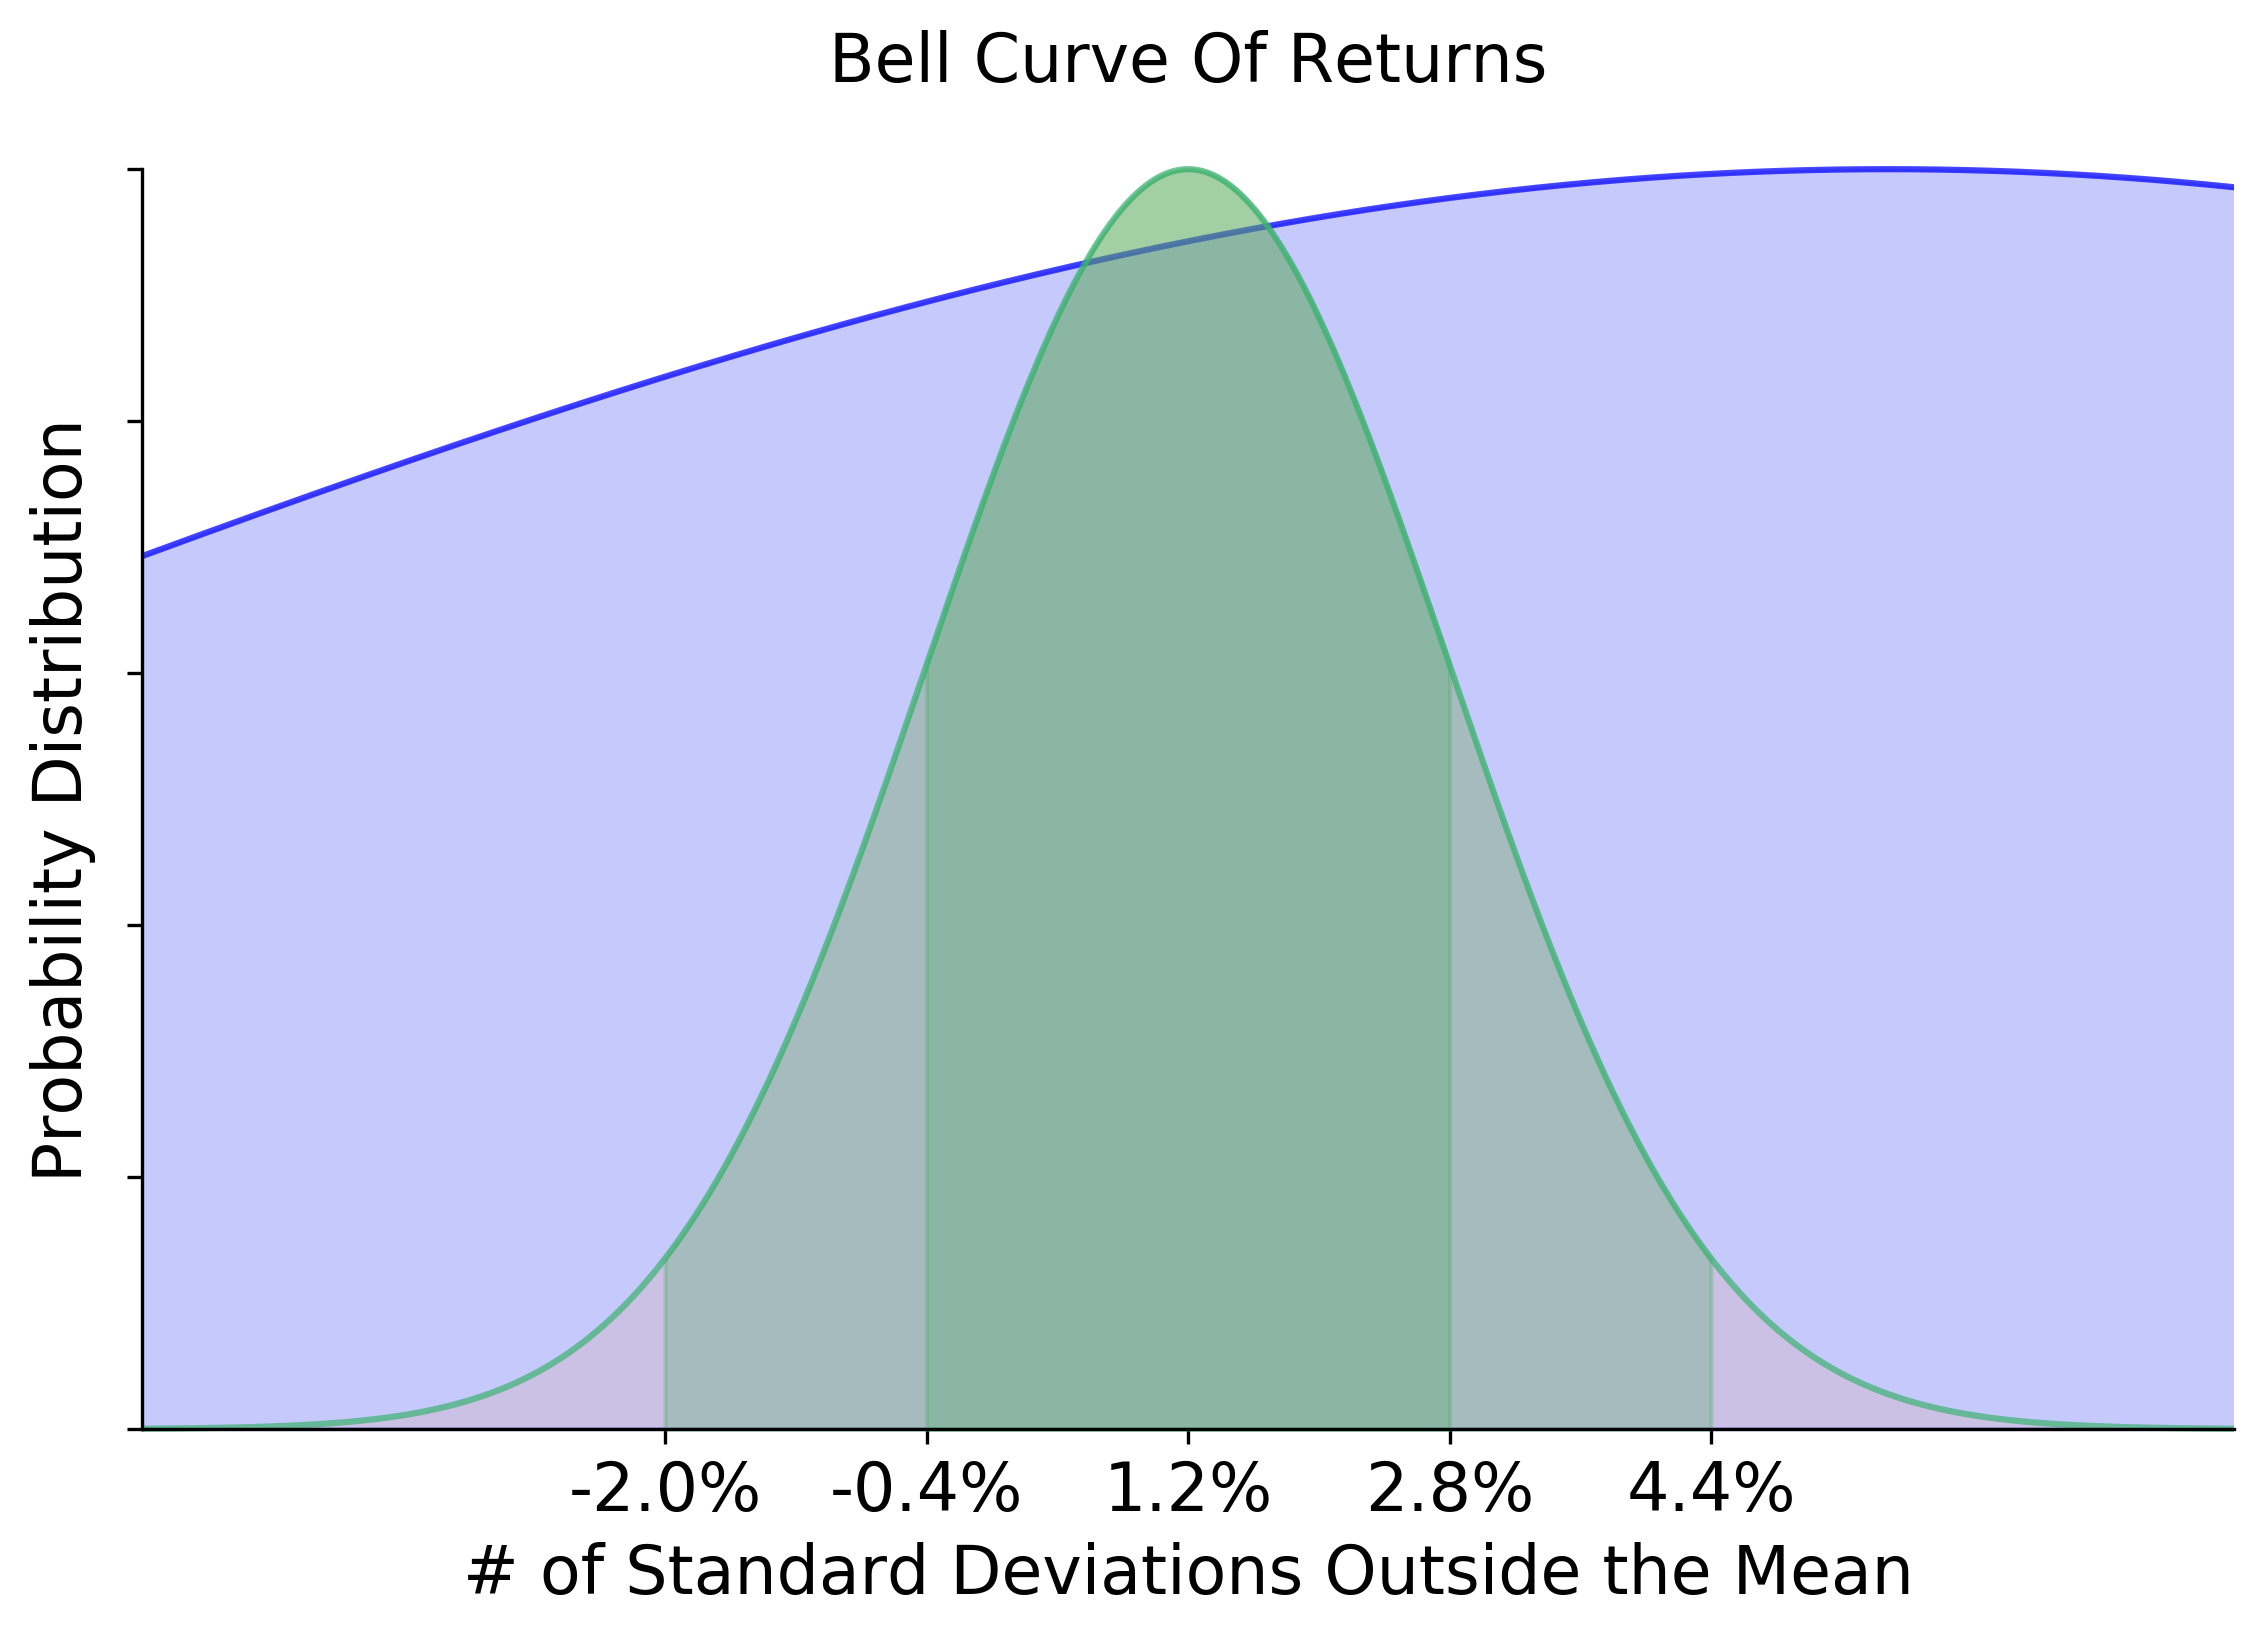 Bell Curve Of Returns
Probability Distribution
-2.0% -0.4% 1.2% 2.8% 4.4%
# of Standard Deviations Outside the Mean